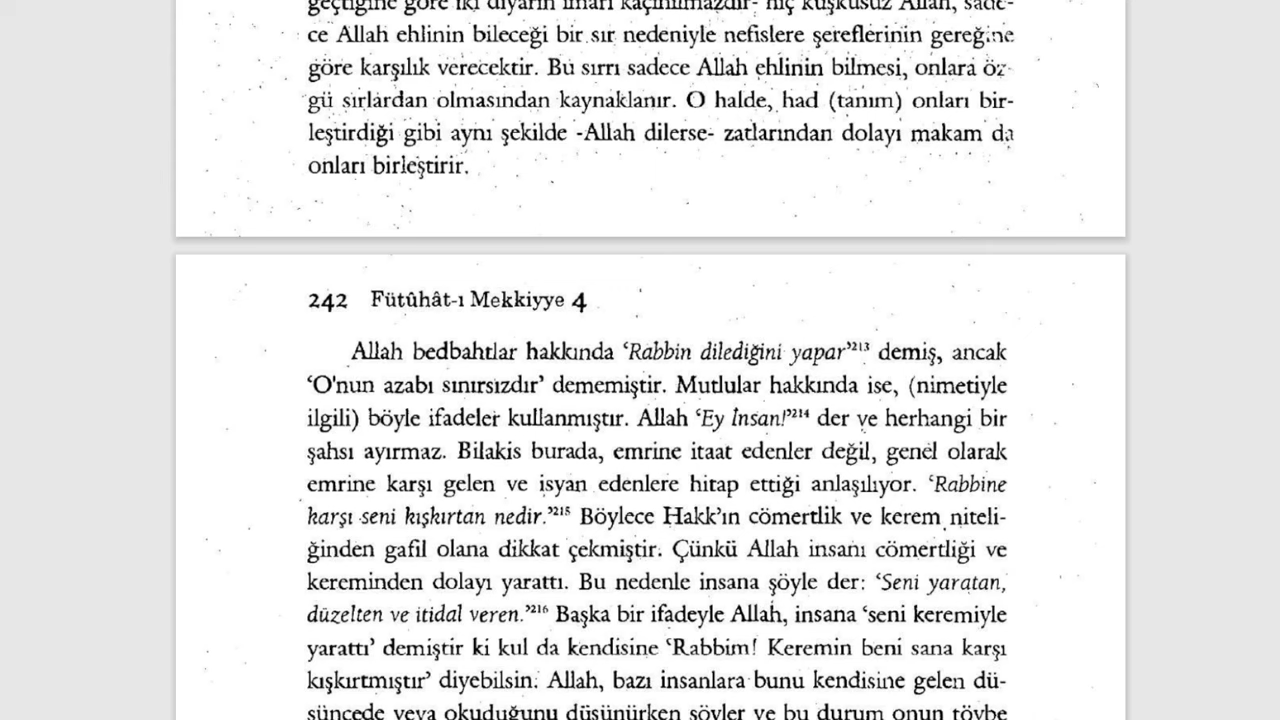 geçtiğine göre iki diyarın imarı kaçınılmazdır- hiç kuşkusuz Allah, sade-
ce Allah ehlinin bileceği bir sır nedeniyle nefislere şereflerinin gereğine
göre karşılık verecektir. Bu sırrı sadece Allah ehlinin bilmesi, onlara öz-
gü sırlardan olmasından kaynaklanır. O halde, had (tanım) onları bir-
leştirdiği gibi aynı şekilde -Allah dilerse- zatlarından dolayı makam da
onları birleştirir.
242 Fütûhât-ı Mekkiyye 4
Allah bedbahtlar hakkında ‘Rabbin dilediğini yapar’²¹³ demiş, ancak
‘O'nun azabı sınırsızdır’ dememiştir. Mutlular hakkında ise, (nimetiyle
ilgili) böyle ifadeler kullanmıştır. Allah ‘Ey İnsan!’²¹⁴ der ve herhangi bir
şahsı ayırmaz. Bilakis burada, emrine itaat edenler değil, genel olarak
emrine karşı gelen ve isyan edenlere hitap ettiği anlaşılıyor. ‘Rabbine
karşı seni kışkırtan nedir.’²¹⁵ Böylece Hakk’ın cömertlik ve kerem niteli-
ğinden gafil olana dikkat çekmiştir. Çünkü Allah insanı cömertliği ve
kereminden dolayı yarattı. Bu nedenle insana şöyle der: ‘Seni yaratan,
düzelten ve itidal veren.’²¹⁶ Başka bir ifadeyle Allah, insana ‘seni keremiyle
yarattı’ demiştir ki kul da kendisine ‘Rabbim! Keremin beni sana karşı
kışkırtmıştır’ diyebilsin. Allah, bazı insanlara bunu kendisine gelen dü-
şüncede veya okuduğunu düşünürken söyler ve bu durum onun tövbe